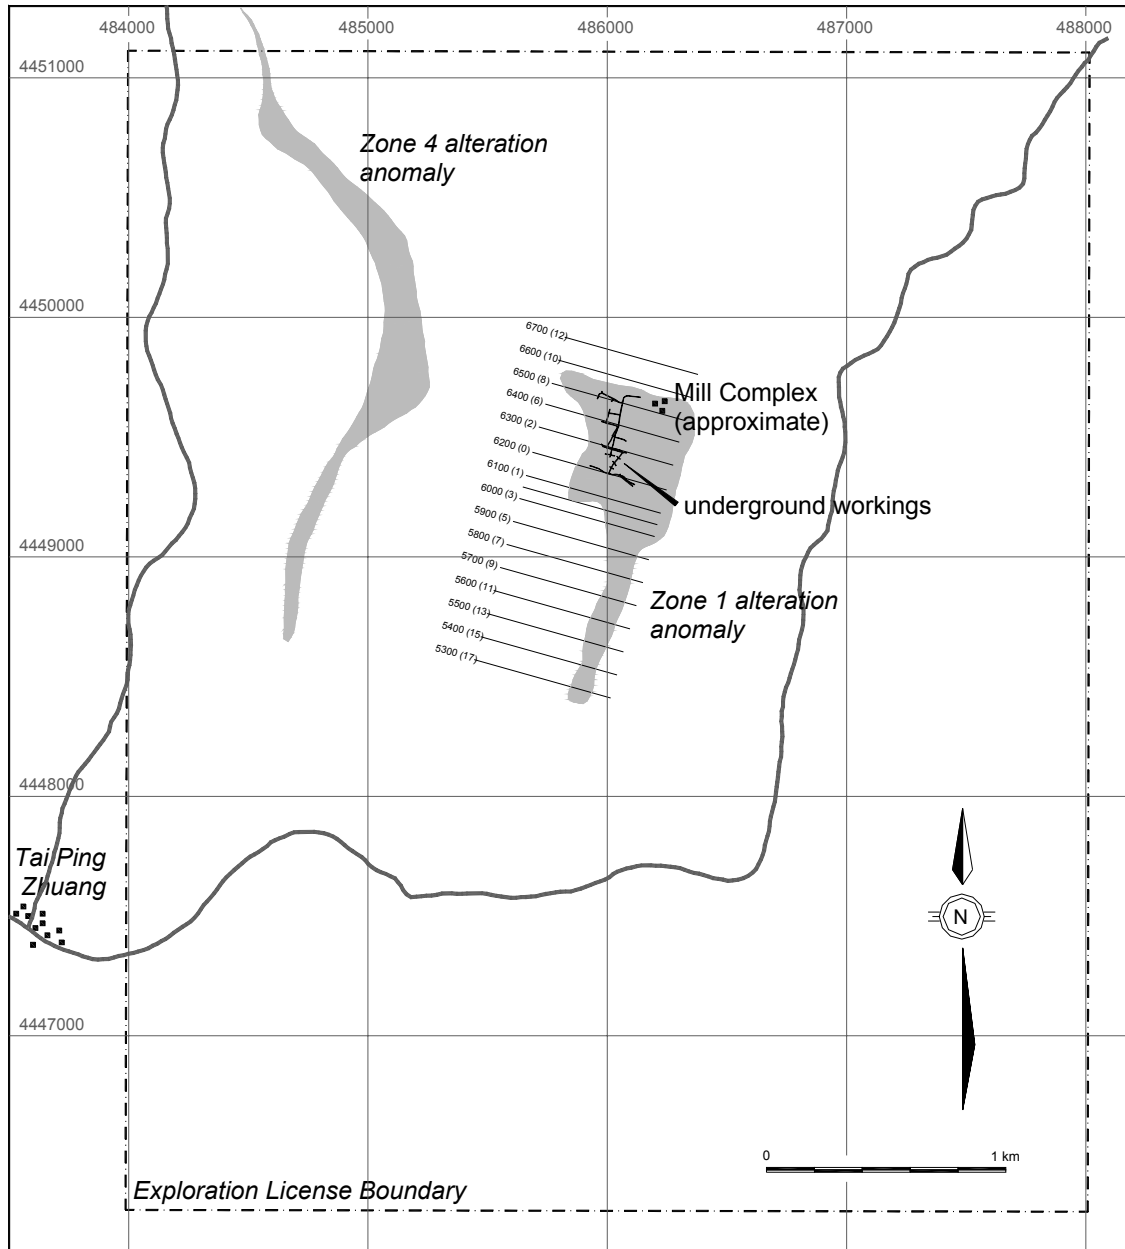 484000
485000
486000
487000
488000
4451000
Zone 4 alteration
anomaly
4450000
6700 (12)
6600 (10)
6500 (8)
6400 (6)
6300 (2)
6200 (0)
6100 (1)
6000 (3)
5900 (5)
5800 (7)
5700 (9)
5600 (11)
5500 (13)
5400 (15)
5300 (17)
Mill Complex
(approximate)
underground workings
4449000
Zone 1 alteration
anomaly
4448000
Tai Ping
Zhuang
N
4447000
0
1 km
Exploration License Boundary